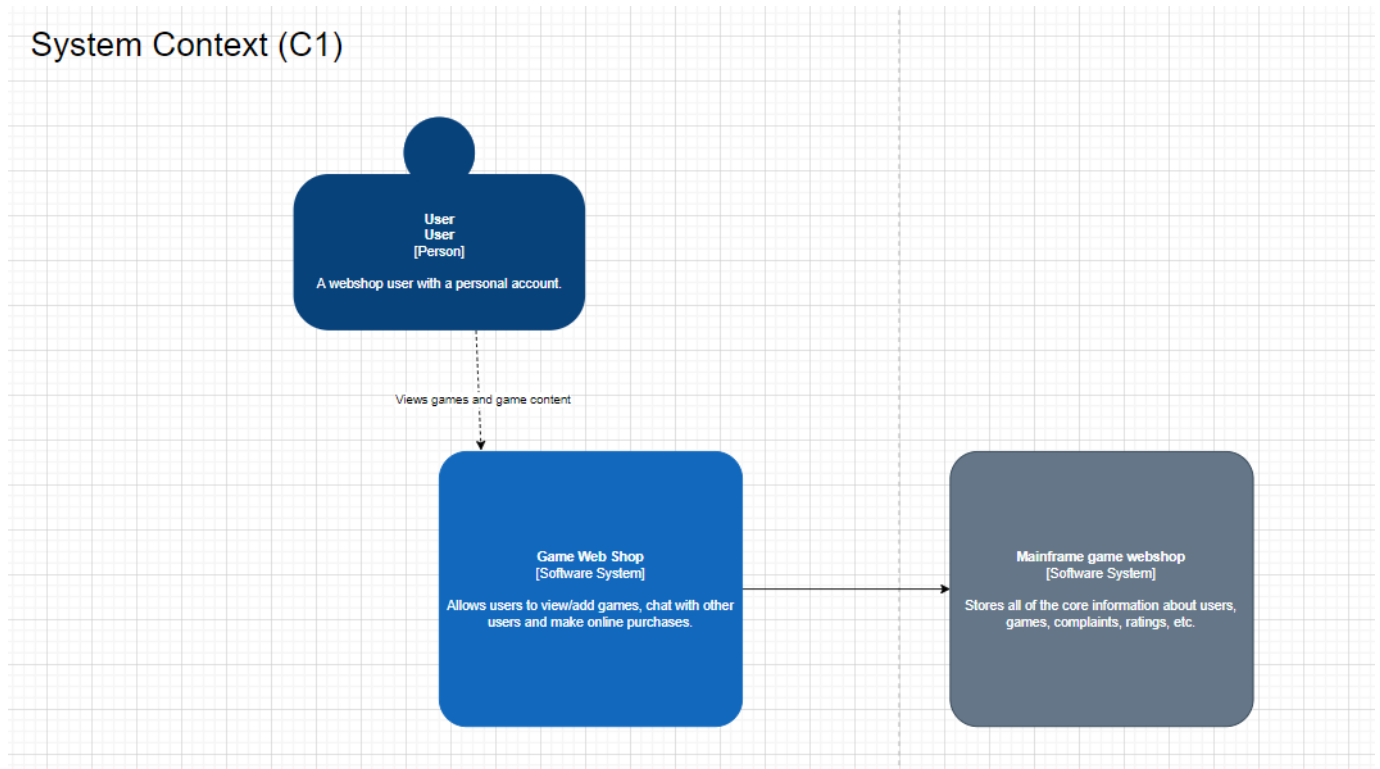 System Context (C1)
User
User
[Person]
A webshop user with a personal account.
Views games and game content
Game Web Shop
[Software System]
Allows users to view/add games, chat with other
users and make online purchases.
Mainframe game webshop
[Software System]
Stores all of the core information about users,
games, complaints, ratings, etc.